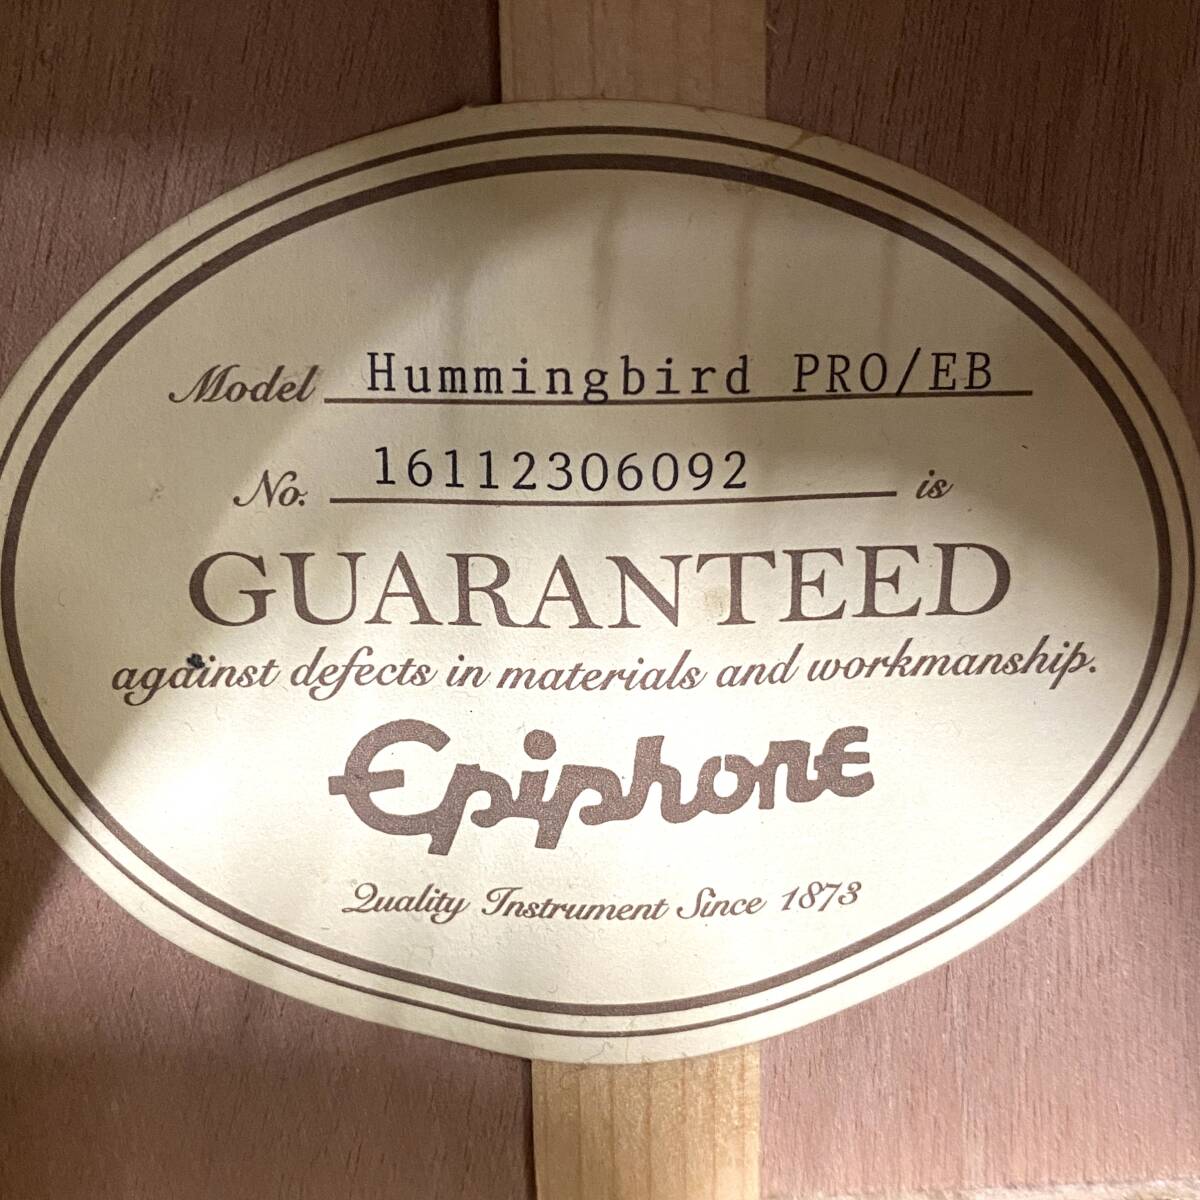 Model Hummingbird PRO/EB
No. 16112306092 is
GUARANTEED
against defects in materials and workmanship.
Epiphone
Quality Instrument Since 1873